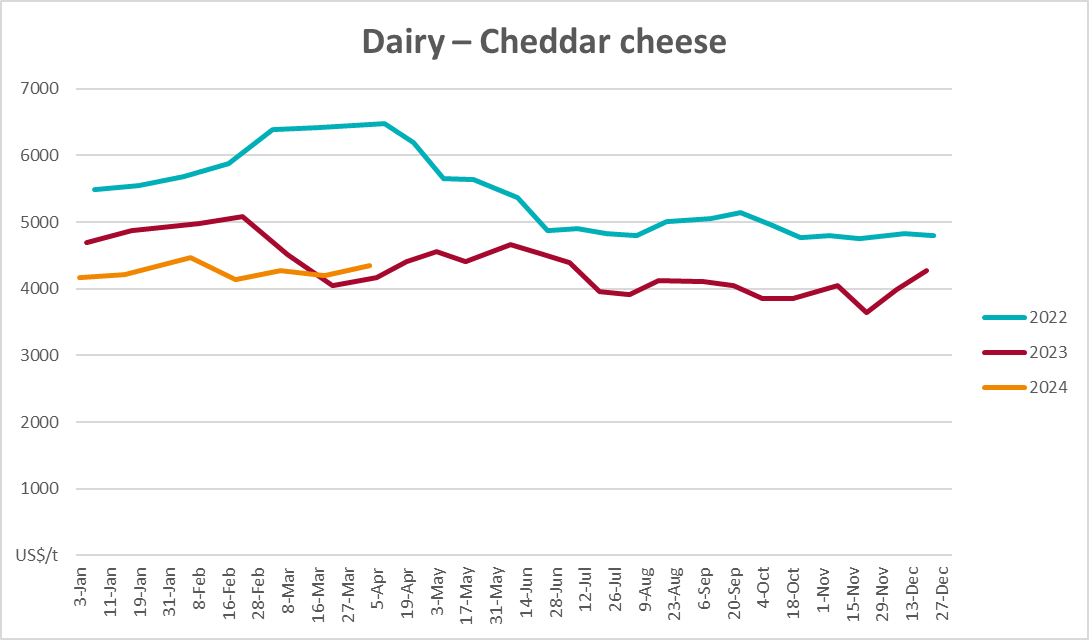 Dairy – Cheddar cheese
7000
6000
5000
4000
3000
2000
1000
US$/t
3-Jan
11-Jan
19-Jan
31-Jan
8-Feb
16-Feb
28-Feb
8-Mar
16-Mar
27-Mar
5-Apr
19-Apr
3-May
17-May
31-May
14-Jun
28-Jun
12-Jul
26-Jul
9-Aug
23-Aug
6-Sep
20-Sep
4-Oct
18-Oct
1-Nov
15-Nov
29-Nov
13-Dec
27-Dec
2022
2023
2024